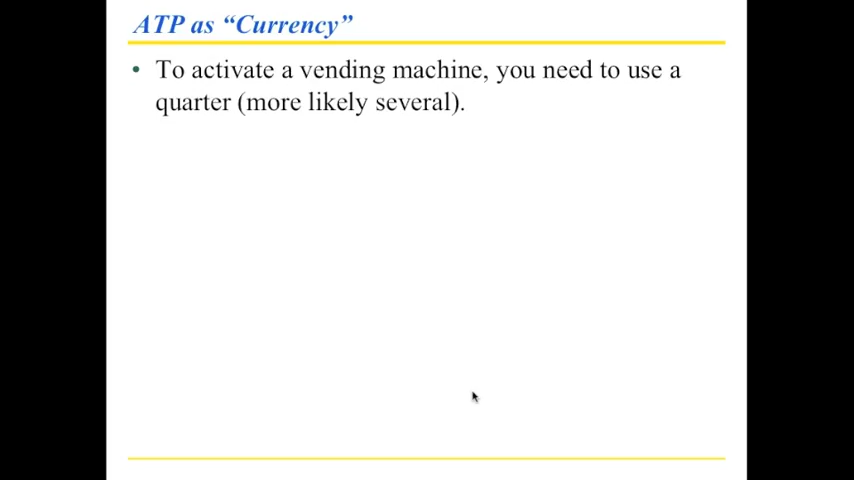 ATP as “Currency”
• To activate a vending machine, you need to use a
quarter (more likely several).